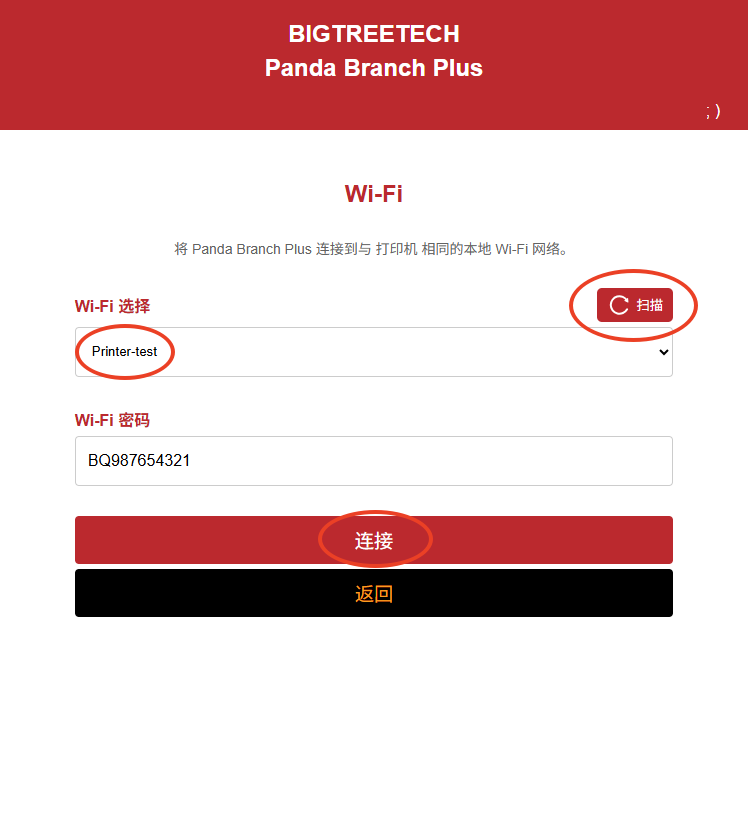 BIGTREETECH
Panda Branch Plus
; )
Wi-Fi
将 Panda Branch Plus 连接到与 打印机 相同的本地 Wi-Fi 网络。
Wi-Fi 选择
扫描
Printer-test
Wi-Fi 密码
BQ987654321
连接
返回